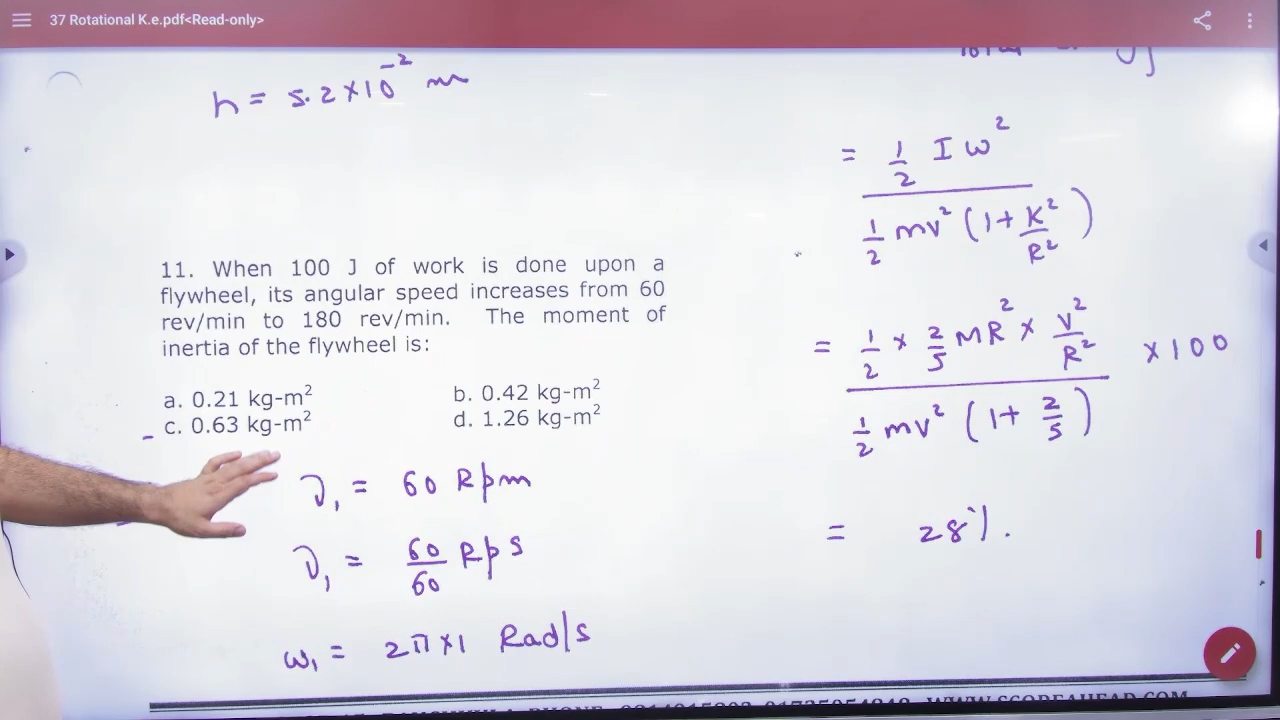 37 Rotational K.e.pdf<Read-only>
h = 5.2×10⁻² m
11. When 100 J of work is done upon a
flywheel, its angular speed increases from 60
rev/min to 180 rev/min. The moment of
inertia of the flywheel is:
a. 0.21 kg-m² b. 0.42 kg-m²
c. 0.63 kg-m² d. 1.26 kg-m²
ν₁ = 60 Rpm
ν₁ = 60/60 Rps
ω₁ = 2π×1 Rad/s
= 1/2 I ω²
1/2 mv² (1 + K²/R²)
= 1/2 × 2/5 MR² × V²/R² ×100
1/2 mv² (1 + 2/5)
= 28%.